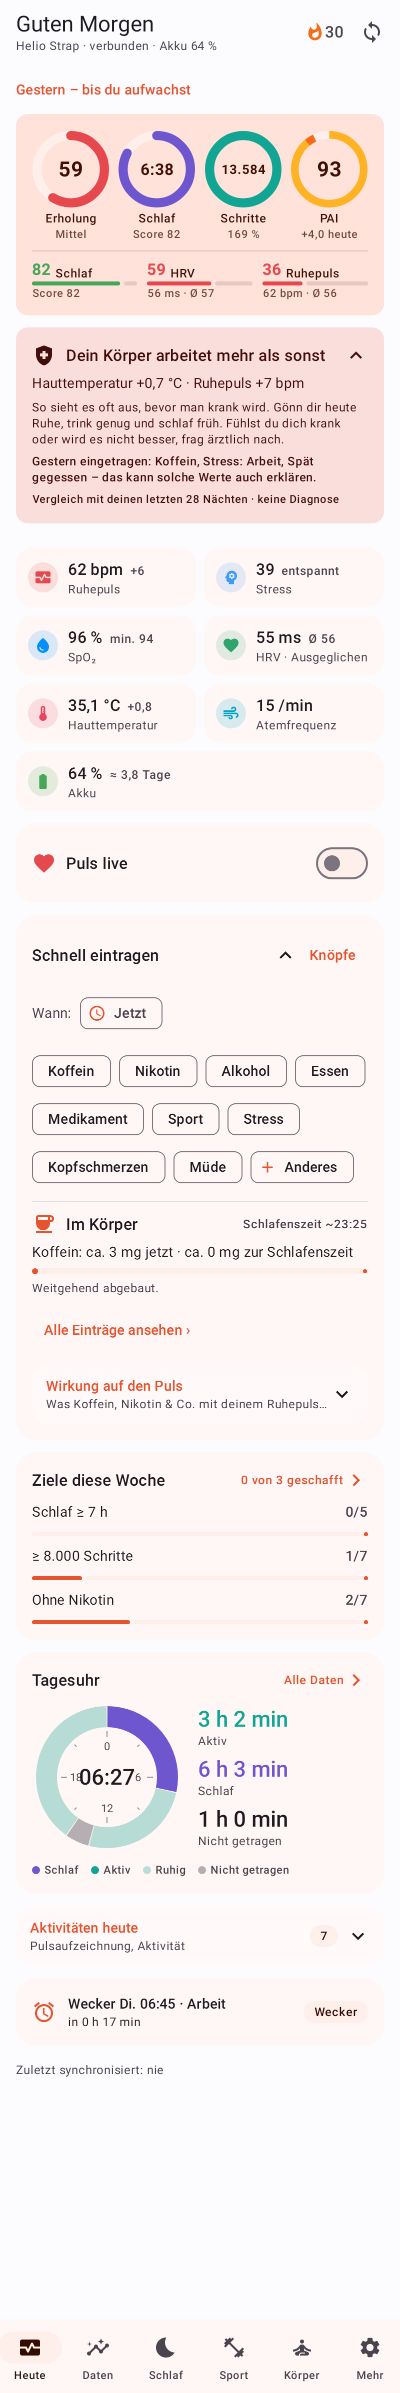 Guten Morgen
Helio Strap · verbunden · Akku 64 %
30
Gestern – bis du aufwachst
59
6:38
13.584
93
Erholung
Schlaf
Schritte
PAI
Mittel
Score 82
169 %
+4,0 heute
82 Schlaf
59 HRV
36 Ruhepuls
Score 82
56 ms · Ø 57
62 bpm · Ø 56
Dein Körper arbeitet mehr als sonst
Hauttemperatur +0,7 °C · Ruhepuls +7 bpm
So sieht es oft aus, bevor man krank wird. Gönn dir heute
Ruhe, trink genug und schlaf früh. Fühlst du dich krank
oder wird es nicht besser, frag ärztlich nach.
Gestern eingetragen: Koffein, Stress: Arbeit, Spät
gegessen – das kann solche Werte auch erklären.
Vergleich mit deinen letzten 28 Nächten · keine Diagnose
62 bpm +6
Ruhepuls
39 entspannt
Stress
96 % min. 94
SpO₂
55 ms Ø 56
HRV · Ausgeglichen
35,1 °C +0,8
Hauttemperatur
15 /min
Atemfrequenz
64 % ≈ 3,8 Tage
Akku
Puls live
Schnell eintragen
Knöpfe
Wann:
Jetzt
Koffein
Nikotin
Alkohol
Essen
Medikament
Sport
Stress
Kopfschmerzen
Müde
+ Anderes
Im Körper
Schlafenszeit ~23:25
Koffein: ca. 3 mg jetzt · ca. 0 mg zur Schlafenszeit
Weitgehend abgebaut.
Alle Einträge ansehen ›
Wirkung auf den Puls
Was Koffein, Nikotin & Co. mit deinem Ruhepuls…
Ziele diese Woche
0 von 3 geschafft
Schlaf ≥ 7 h
0/5
≥ 8.000 Schritte
1/7
Ohne Nikotin
2/7
Tagesuhr
Alle Daten
0
18
06:27
6
12
3 h 2 min
Aktiv
6 h 3 min
Schlaf
1 h 0 min
Nicht getragen
Schlaf
Aktiv
Ruhig
Nicht getragen
Aktivitäten heute
Pulsaufzeichnung, Aktivität
7
Wecker Di. 06:45 · Arbeit
in 0 h 17 min
Wecker
Zuletzt synchronisiert: nie
Heute
Daten
Schlaf
Sport
Körper
Mehr